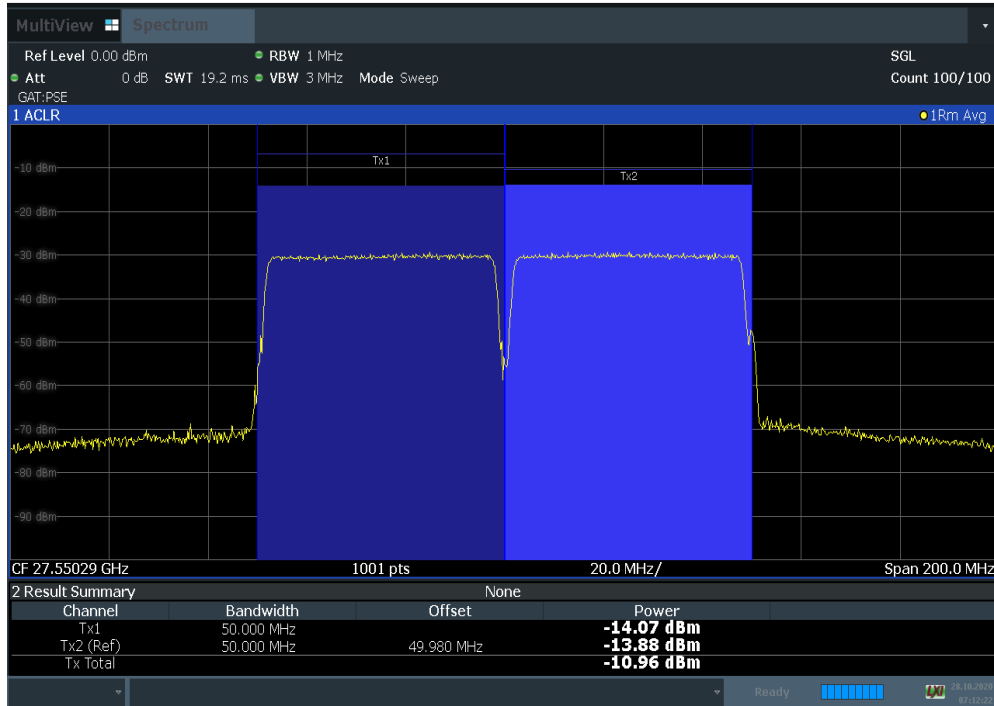 MultiView Spectrum
Ref Level 0.00 dBm RBW 1 MHz SGL
Att 0 dB SWT 19.2 ms VBW 3 MHz Mode Sweep Count 100/100
GAT:PSE
1 ACLR 1Rm Avg
Tx1
-10 dBm
Tx2
-20 dBm
-30 dBm
-40 dBm
-50 dBm
-60 dBm
-70 dBm
-80 dBm
-90 dBm
CF 27.55029 GHz 1001 pts 20.0 MHz/ Span 200.0 MHz
2 Result Summary None
Channel Bandwidth Offset Power
Tx1 50.000 MHz -14.07 dBm
Tx2 (Ref) 50.000 MHz 49.980 MHz -13.88 dBm
Tx Total -10.96 dBm
Ready LXI 28.10.2020
07:12:22